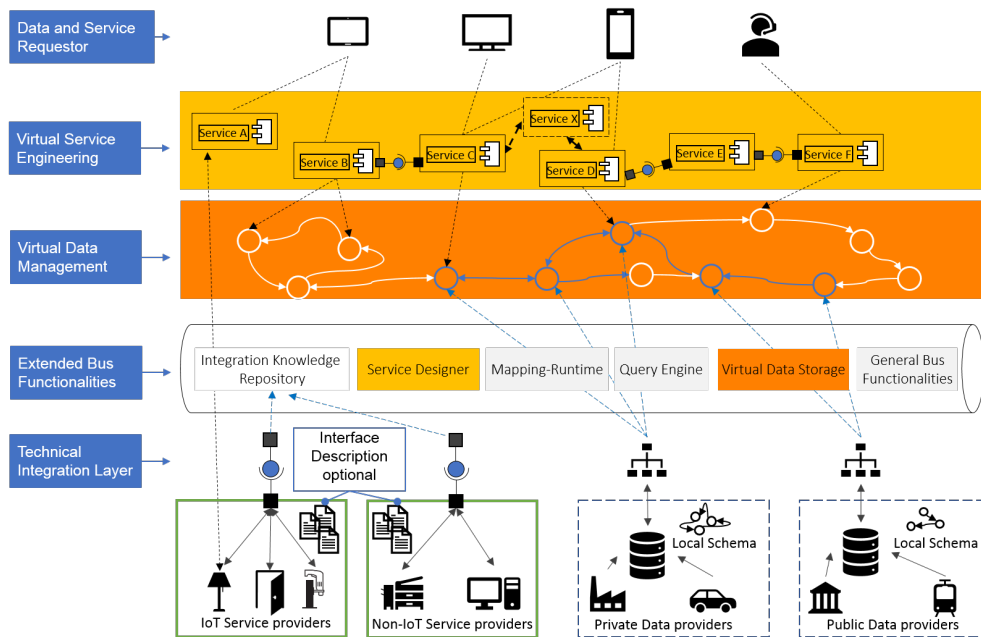 Data and Service
Requestor
Virtual Service
Engineering
Service A
Service B
Service C
Service X
Service D
Service E
Service F
Virtual Data
Management
Extended Bus
Functionalities
Integration Knowledge
Repository
Service Designer
Mapping-Runtime
Query Engine
Virtual Data Storage
General Bus
Functionalities
Technical
Integration Layer
Interface
Description
optional
Local Schema
Local Schema
IoT Service providers
Non-IoT Service providers
Private Data providers
Public Data providers